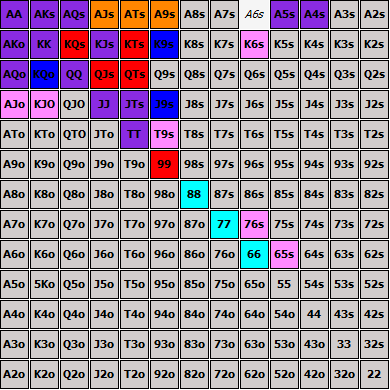 AA AKs AQs AJs ATs A9s A8s A7s A6s A5s A4s A3s A2s
AKo KK KQs KJs KTs K9s K8s K7s K6s K5s K4s K3s K2s
AQo KQo QQ QJs QTs Q9s Q8s Q7s Q6s Q5s Q4s Q3s Q2s
AJo KJO QJO JJ JTs J9s J8s J7s J6s J5s J4s J3s J2s
ATo KTo QTO JTo TT T9s T8s T7s T6s T5s T4s T3s T2s
A9o K9o Q9o J9o T9o 99 98s 97s 96s 95s 94s 93s 92s
A8o K8o Q8o J8o T8o 98o 88 87s 86s 85s 84s 83s 82s
A7o K7o Q7o J7o T7o 97o 87o 77 76s 75s 74s 73s 72s
A6o K6o Q6o J6o T6o 96o 86o 76o 66 65s 64s 63s 62s
A5o 5Ko Q5o J5o T5o 95o 85o 75o 65o 55 54s 53s 52s
A4o K4o Q4o J4o T4o 94o 84o 74o 64o 54o 44 43s 42s
A3o K3o Q3o J3o T3o 93o 83o 73o 63o 53o 43o 33 32s
A2o K2o Q2o J2o T2o 92o 82o 72o 62o 52o 42o 32o 22